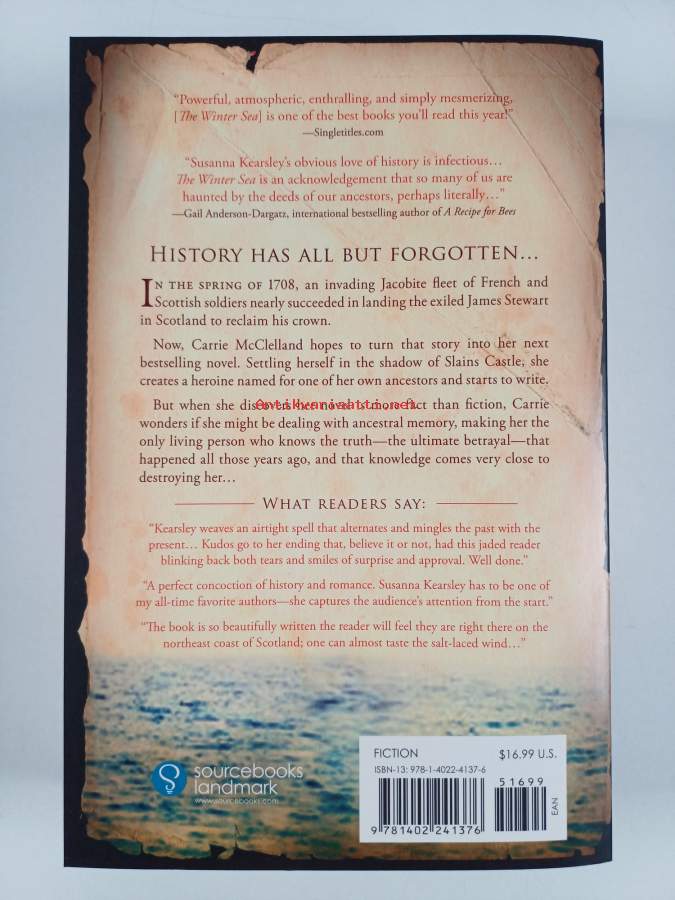 “Powerful, atmospheric, enthralling, and simply mesmerizing,
[The Winter Sea] is one of the best books you’ll read this year!”
—Singletitles.com
“Susanna Kearsley’s obvious love of history is infectious…
The Winter Sea is an acknowledgement that so many of us are
haunted by the deeds of our ancestors, perhaps literally…”
—Gail Anderson-Dargatz, international bestselling author of A Recipe for Bees
HISTORY HAS ALL BUT FORGOTTEN…
IN THE SPRING OF 1708, an invading Jacobite fleet of French and
Scottish soldiers nearly succeeded in landing the exiled James Stewart
in Scotland to reclaim his crown.
Now, Carrie McClelland hopes to turn that story into her next
bestselling novel. Settling herself in the shadow of Slains Castle, she
creates a heroine named for one of her own ancestors and starts to write.
But when she discovers her novel is more fact than fiction, Carrie
wonders if she might be dealing with ancestral memory, making her the
only living person who knows the truth—the ultimate betrayal—that
happened all those years ago, and that knowledge comes very close to
destroying her…
WHAT READERS SAY:
“Kearsley weaves an airtight spell that alternates and mingles the past with the
present… Kudos go to her ending that, believe it or not, had this jaded reader
blinking back both tears and smiles of surprise and approval. Well done.”
“A perfect concoction of history and romance. Susanna Kearsley has to be one of
my all-time favorite authors—she captures the audience’s attention from the start.”
“The book is so beautifully written the reader will feel they are right there on the
northeast coast of Scotland; one can almost taste the salt-laced wind…”
sourcebooks
landmark
www.sourcebooks.com
FICTION $16.99 U.S.
ISBN-13: 978-1-4022-4137-6
51699
EAN
9 781402 241376